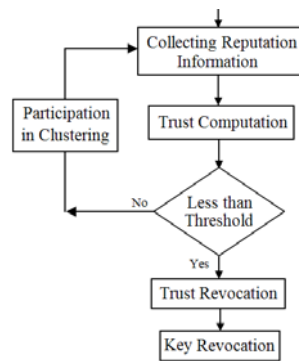 Collecting Reputation
Information
Participation
in Clustering
Trust Computation
No
Less than
Threshold
Yes
Trust Revocation
Key Revocation